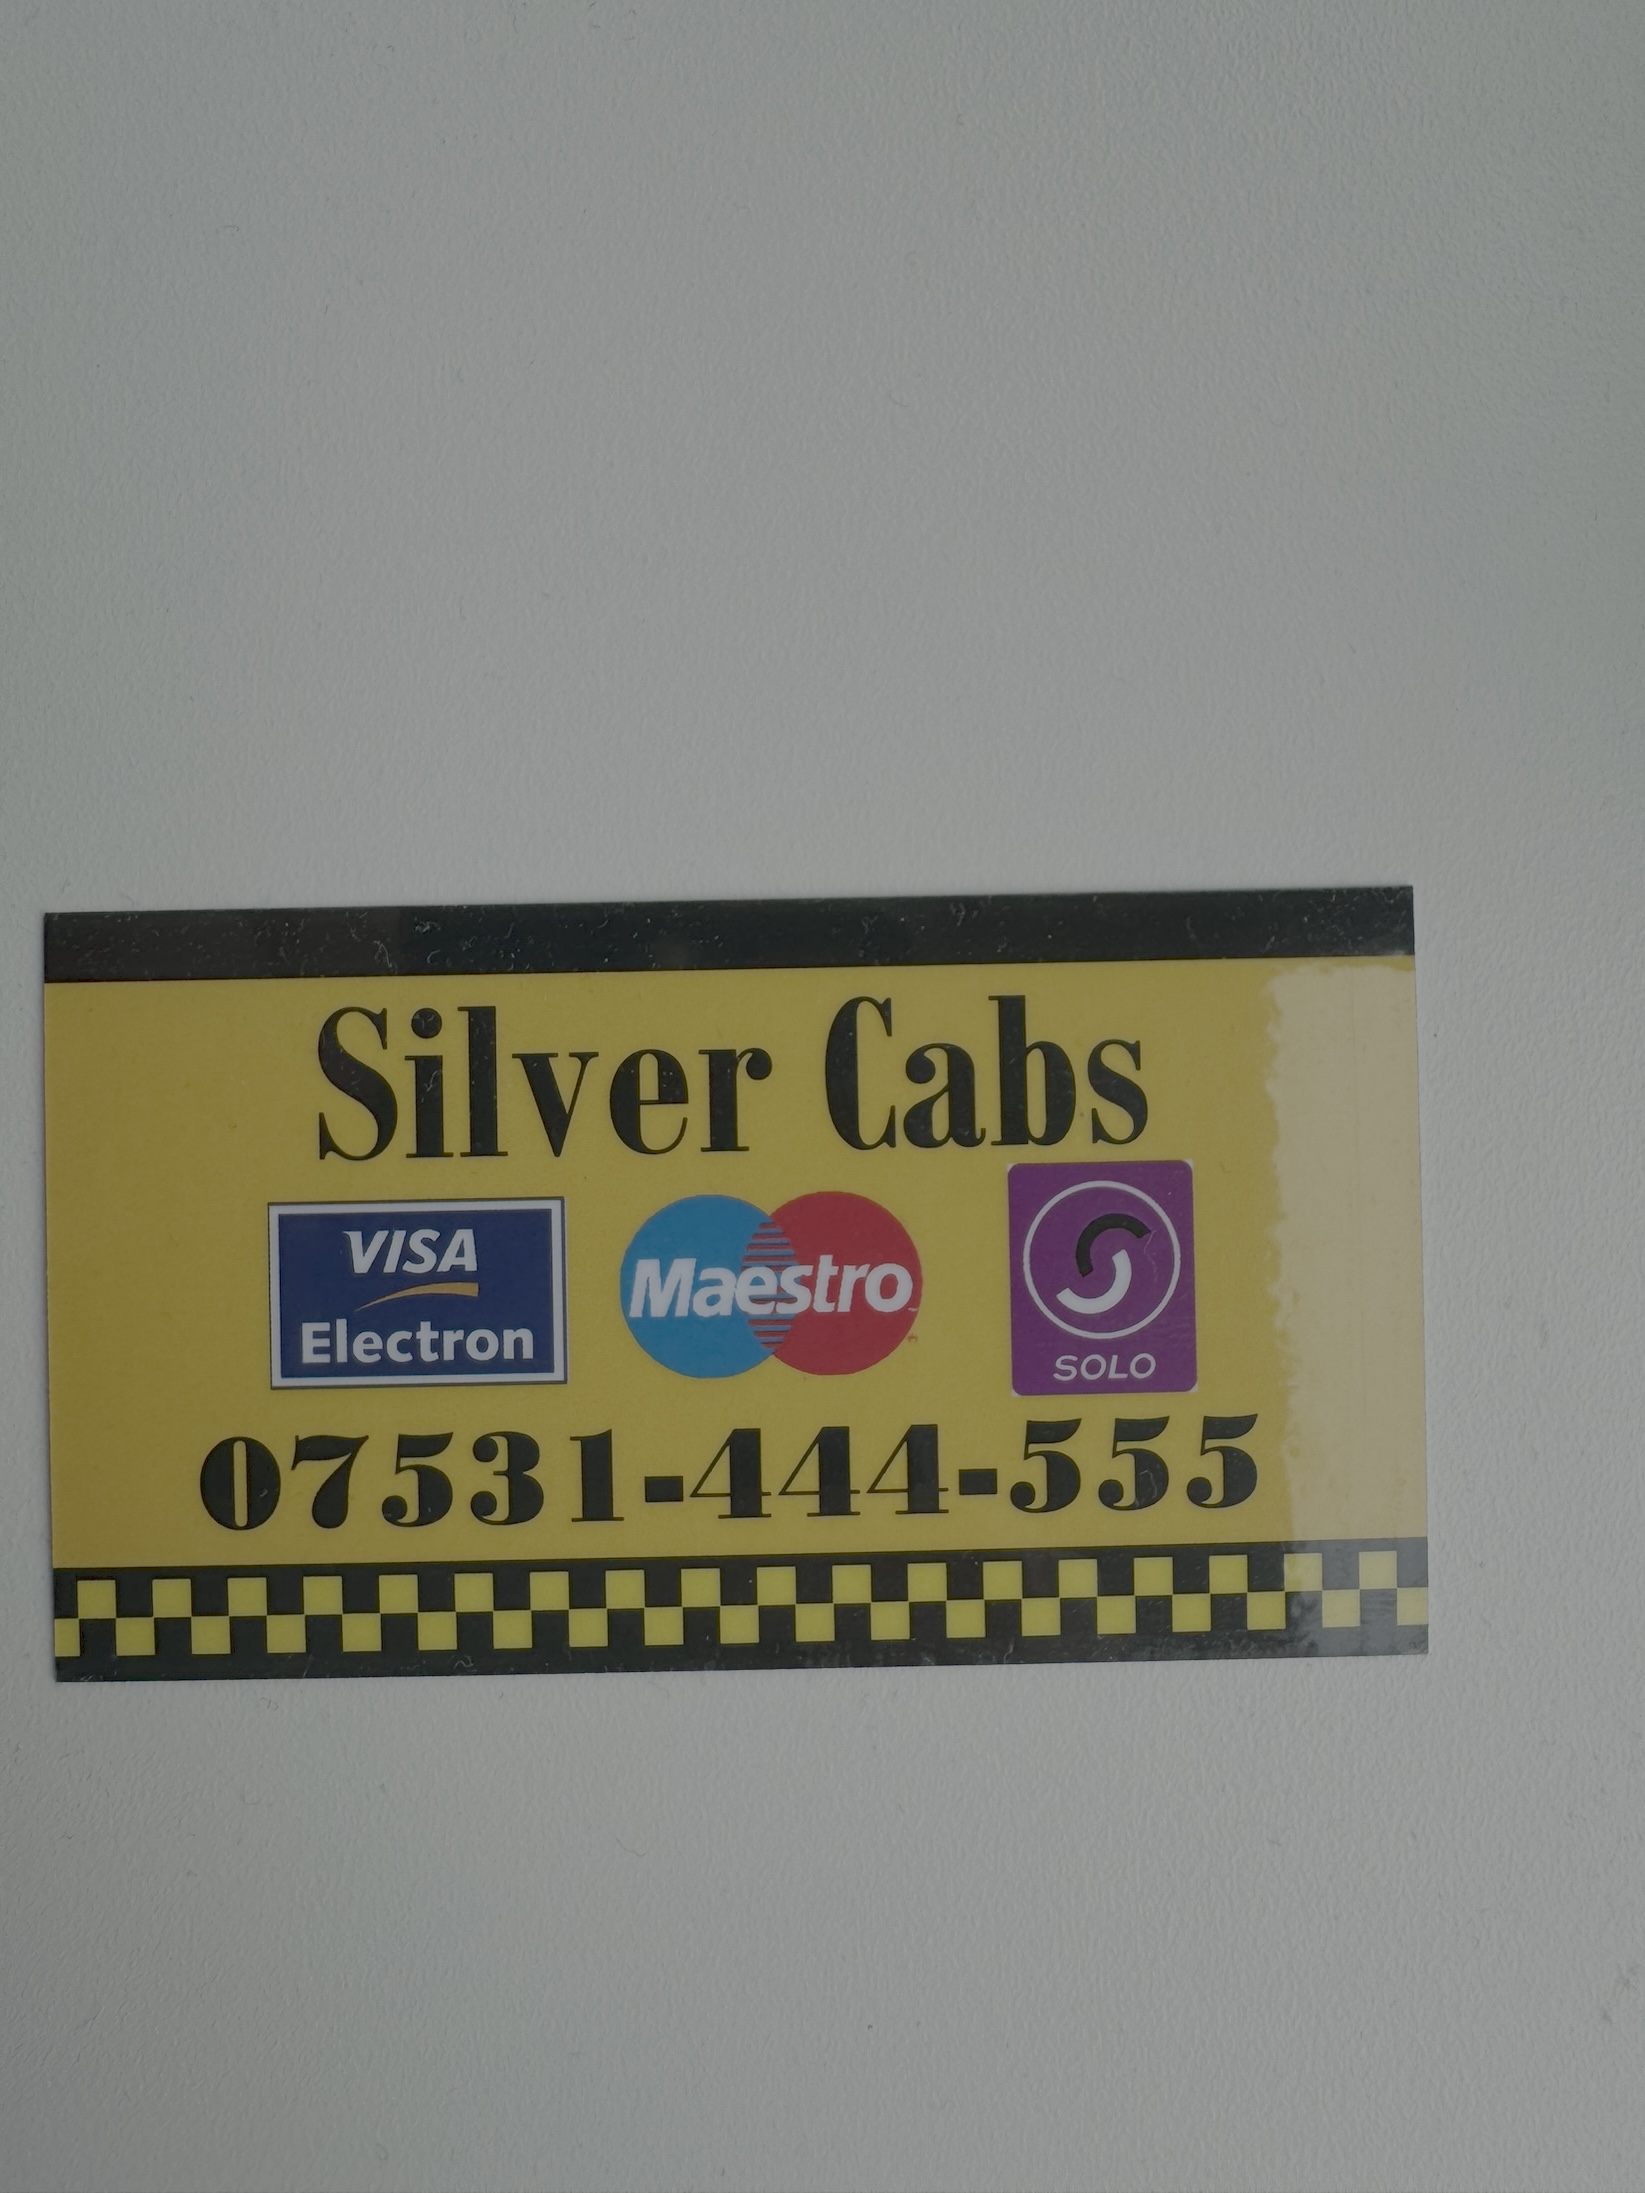 Silver Cabs
VISA
Electron
Maestro
SOLO
07531-444-555